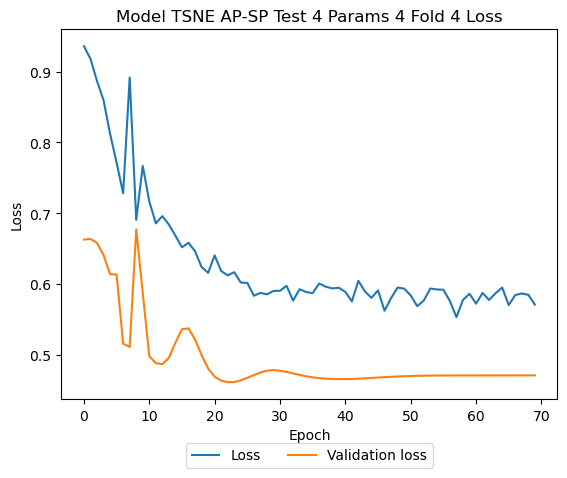 Model TSNE AP-SP Test 4 Params 4 Fold 4 Loss
0.9
0.8
0.7
0.6
0.5
Loss
0 10 20 30 40 50 60 70
Epoch
Loss Validation loss